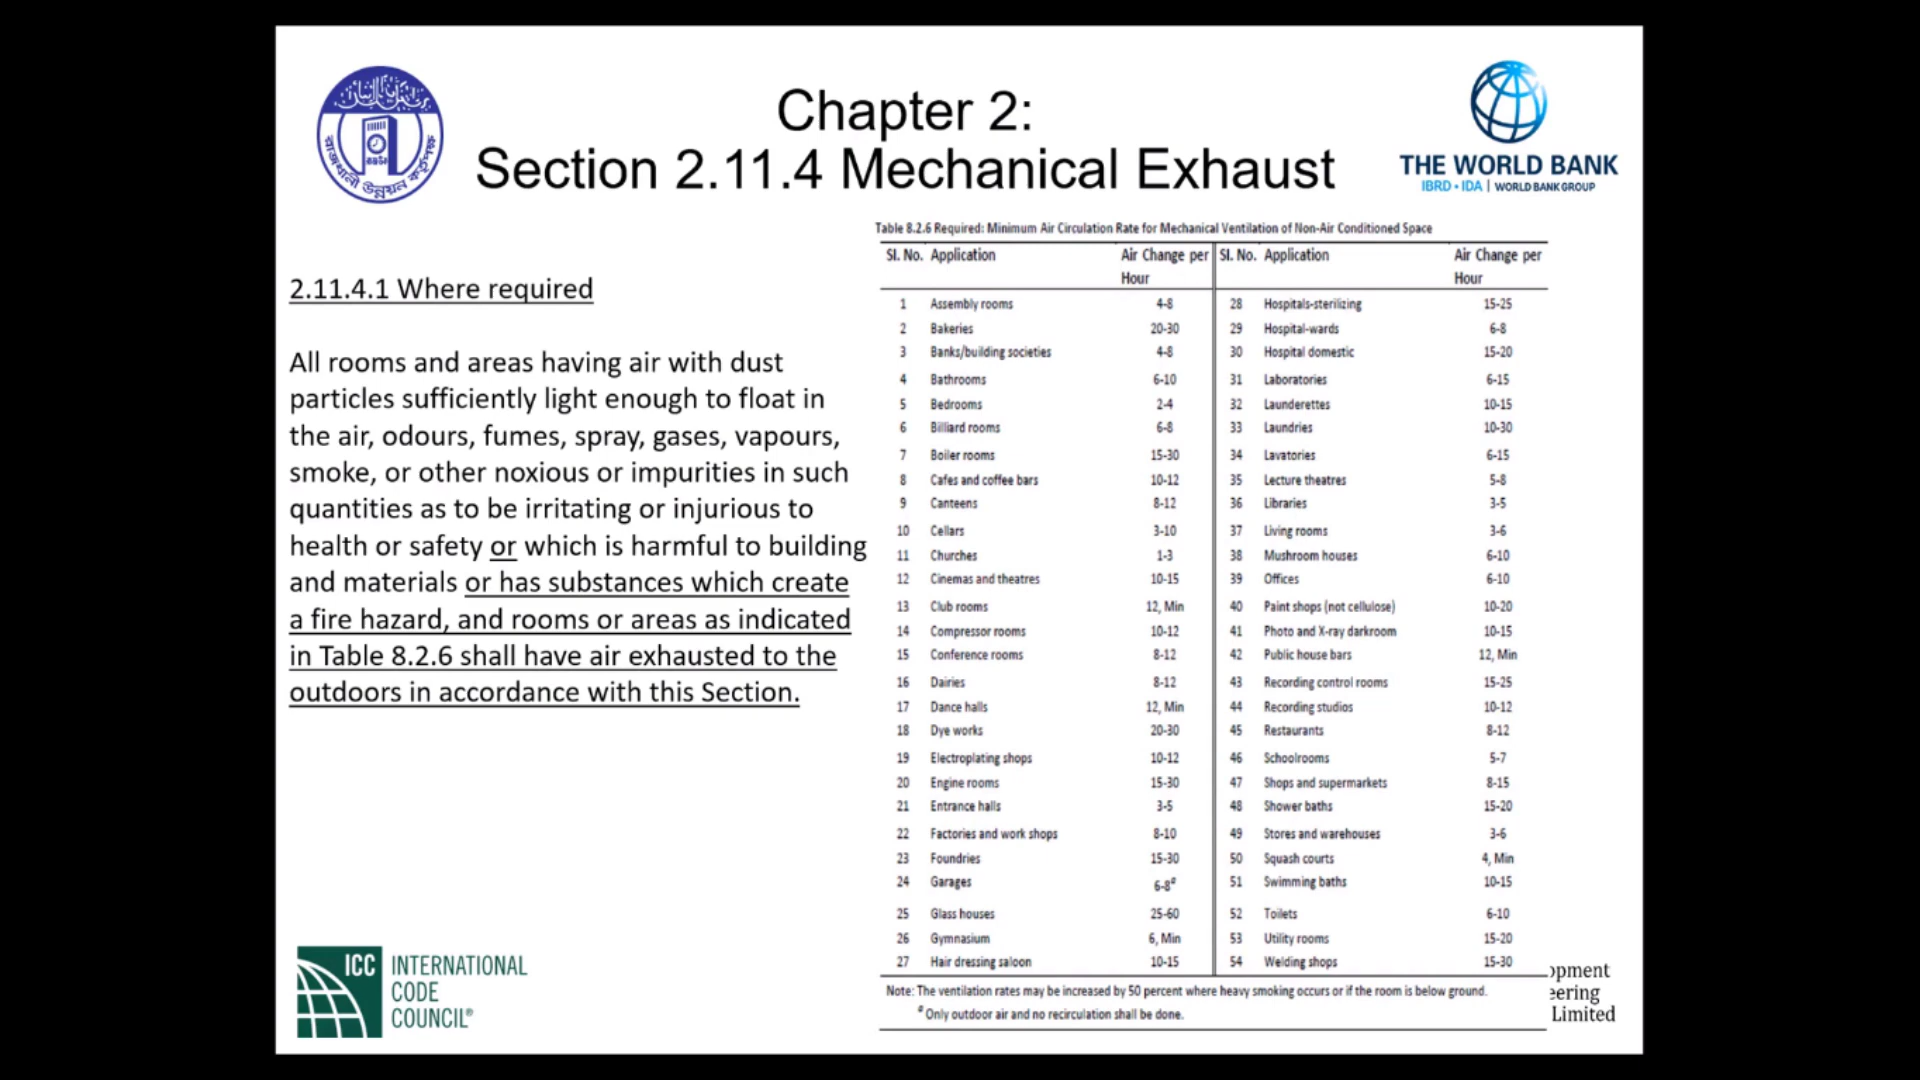 Chapter 2:
Section 2.11.4 Mechanical Exhaust
রাজধানী উন্নয়ন কর্তৃপক্ষ
রাজউক
THE WORLD BANK
IBRD • IDA | WORLD BANK GROUP
2.11.4.1 Where required
All rooms and areas having air with dust
particles sufficiently light enough to float in
the air, odours, fumes, spray, gases, vapours,
smoke, or other noxious or impurities in such
quantities as to be irritating or injurious to
health or safety or which is harmful to building
and materials or has substances which create
a fire hazard, and rooms or areas as indicated
in Table 8.2.6 shall have air exhausted to the
outdoors in accordance with this Section.
Table 8.2.6 Required: Minimum Air Circulation Rate for Mechanical Ventilation of Non-Air Conditioned Space
Sl. No. Application Air Change per Sl. No. Application Air Change per
Hour Hour
1 Assembly rooms 4-8 28 Hospitals-sterilizing 15-25
2 Bakeries 20-30 29 Hospital-wards 6-8
3 Banks/building societies 4-8 30 Hospital domestic 15-20
4 Bathrooms 6-10 31 Laboratories 6-15
5 Bedrooms 2-4 32 Launderettes 10-15
6 Billiard rooms 6-8 33 Laundries 10-30
7 Boiler rooms 15-30 34 Lavatories 6-15
8 Cafes and coffee bars 10-12 35 Lecture theatres 5-8
9 Canteens 8-12 36 Libraries 3-5
10 Cellars 3-10 37 Living rooms 3-6
11 Churches 1-3 38 Mushroom houses 6-10
12 Cinemas and theatres 10-15 39 Offices 6-10
13 Club rooms 12, Min 40 Paint shops (not cellulose) 10-20
14 Compressor rooms 10-12 41 Photo and X-ray darkroom 10-15
15 Conference rooms 8-12 42 Public house bars 12, Min
16 Dairies 8-12 43 Recording control rooms 15-25
17 Dance halls 12, Min 44 Recording studios 10-12
18 Dye works 20-30 45 Restaurants 8-12
19 Electroplating shops 10-12 46 Schoolrooms 5-7
20 Engine rooms 15-30 47 Shops and supermarkets 8-15
21 Entrance halls 3-5 48 Shower baths 15-20
22 Factories and work shops 8-10 49 Stores and warehouses 3-6
23 Foundries 15-30 50 Squash courts 4, Min
24 Garages 6-8ª 51 Swimming baths 10-15
25 Glass houses 25-60 52 Toilets 6-10
26 Gymnasium 6, Min 53 Utility rooms 15-20
27 Hair dressing saloon 10-15 54 Welding shops 15-30
Note: The ventilation rates may be increased by 50 percent where heavy smoking occurs or if the room is below ground.
ª Only outdoor air and no recirculation shall be done.
ICC INTERNATIONAL
CODE
COUNCIL®
opment
eering
Limited